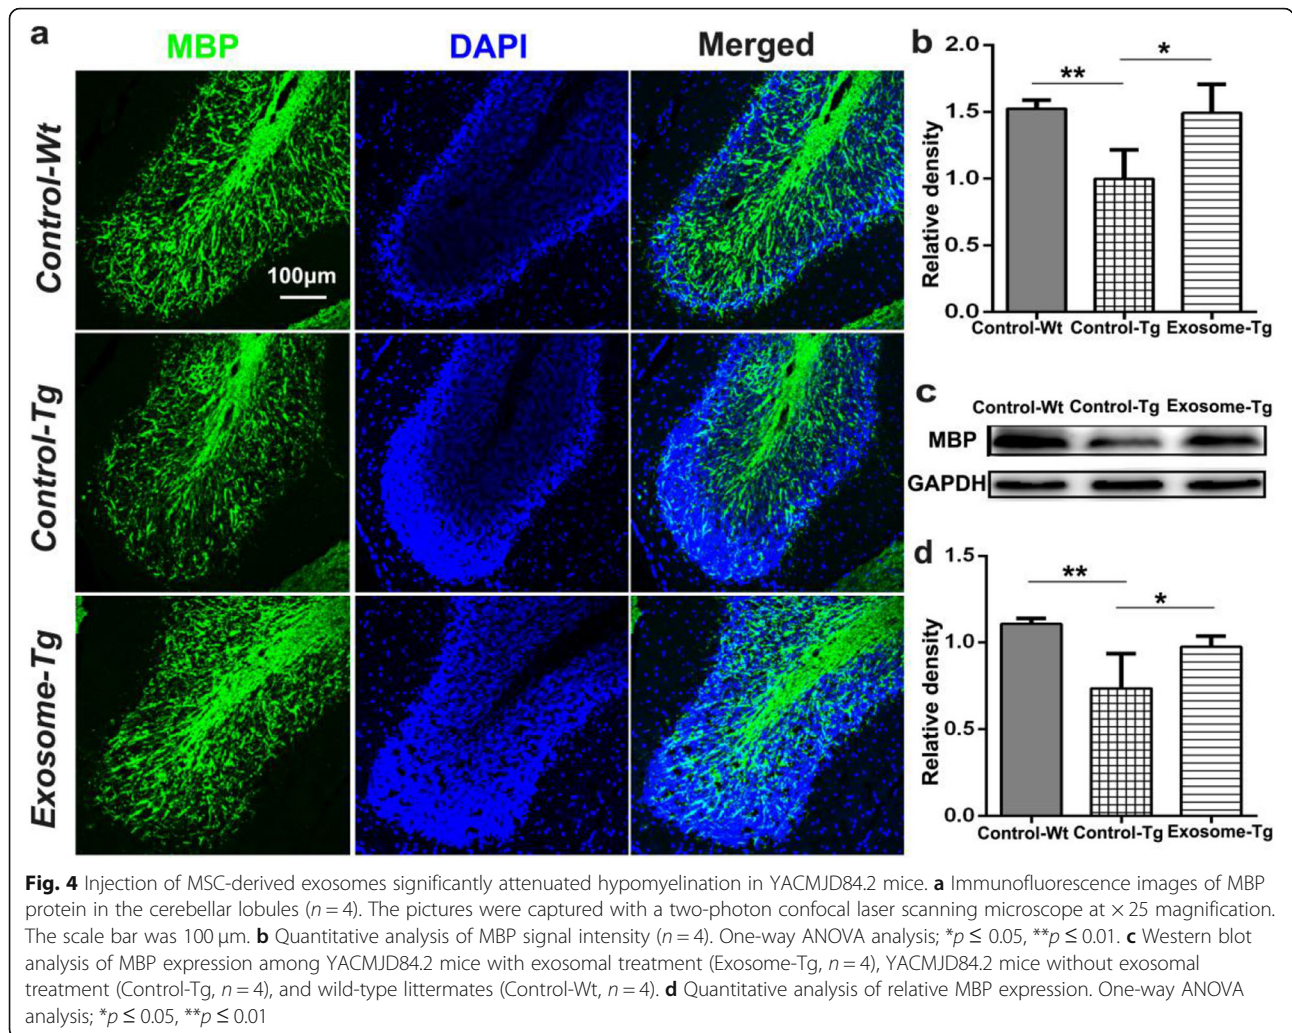 a
MBP
DAPI
Merged
Control-Wt
100μm
Control-Tg
Exosome-Tg
b
Relative density
2.0
1.5
1.0
0.5
0.0
**
*
Control-Wt Control-Tg Exosome-Tg
c
Control-Wt Control-Tg Exosome-Tg
MBP
GAPDH
d
Relative density
1.5
1.0
0.5
0.0
**
*
Control-Wt Control-Tg Exosome-Tg
Fig. 4 Injection of MSC-derived exosomes significantly attenuated hypomyelination in YACMJD84.2 mice. a Immunofluorescence images of MBP
protein in the cerebellar lobules (n = 4). The pictures were captured with a two-photon confocal laser scanning microscope at × 25 magnification.
The scale bar was 100 μm. b Quantitative analysis of MBP signal intensity (n = 4). One-way ANOVA analysis; *p ≤ 0.05, **p ≤ 0.01. c Western blot
analysis of MBP expression among YACMJD84.2 mice with exosomal treatment (Exosome-Tg, n = 4), YACMJD84.2 mice without exosomal
treatment (Control-Tg, n = 4), and wild-type littermates (Control-Wt, n = 4). d Quantitative analysis of relative MBP expression. One-way ANOVA
analysis; *p ≤ 0.05, **p ≤ 0.01